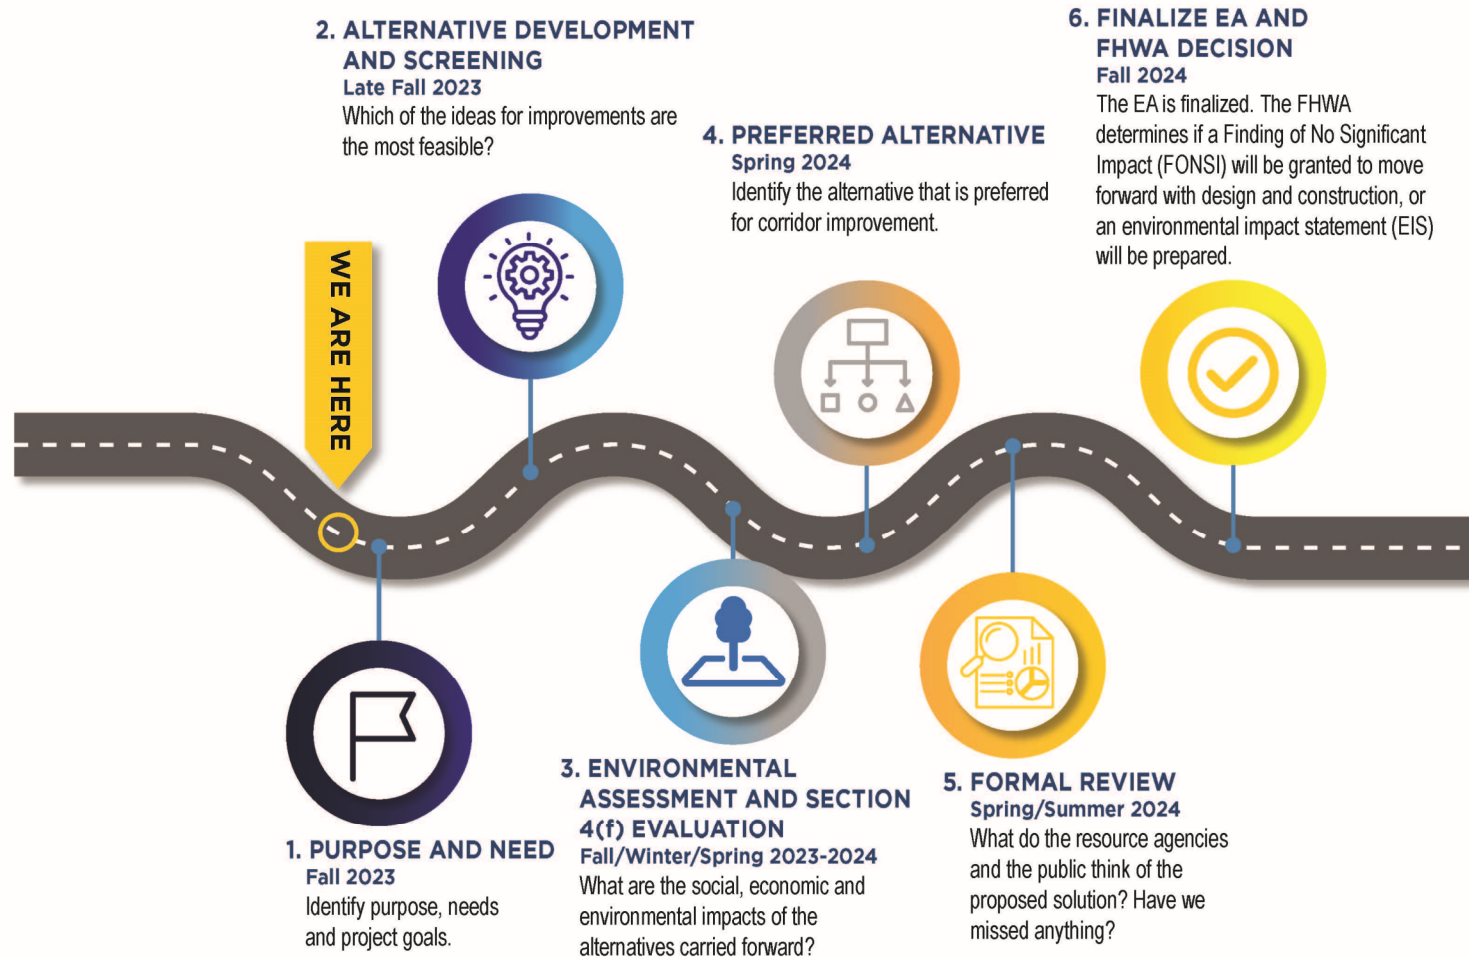 2. ALTERNATIVE DEVELOPMENT
AND SCREENING
Late Fall 2023
Which of the ideas for improvements are
the most feasible?
6. FINALIZE EA AND
FHWA DECISION
Fall 2024
The EA is finalized. The FHWA
determines if a Finding of No Significant
Impact (FONSI) will be granted to move
forward with design and construction, or
an environmental impact statement (EIS)
will be prepared.
4. PREFERRED ALTERNATIVE
Spring 2024
Identify the alternative that is preferred
for corridor improvement.
WE ARE HERE
1. PURPOSE AND NEED
Fall 2023
Identify purpose, needs
and project goals.
3. ENVIRONMENTAL
ASSESSMENT AND SECTION
4(f) EVALUATION
Fall/Winter/Spring 2023-2024
What are the social, economic and
environmental impacts of the
alternatives carried forward?
5. FORMAL REVIEW
Spring/Summer 2024
What do the resource agencies
and the public think of the
proposed solution? Have we
missed anything?